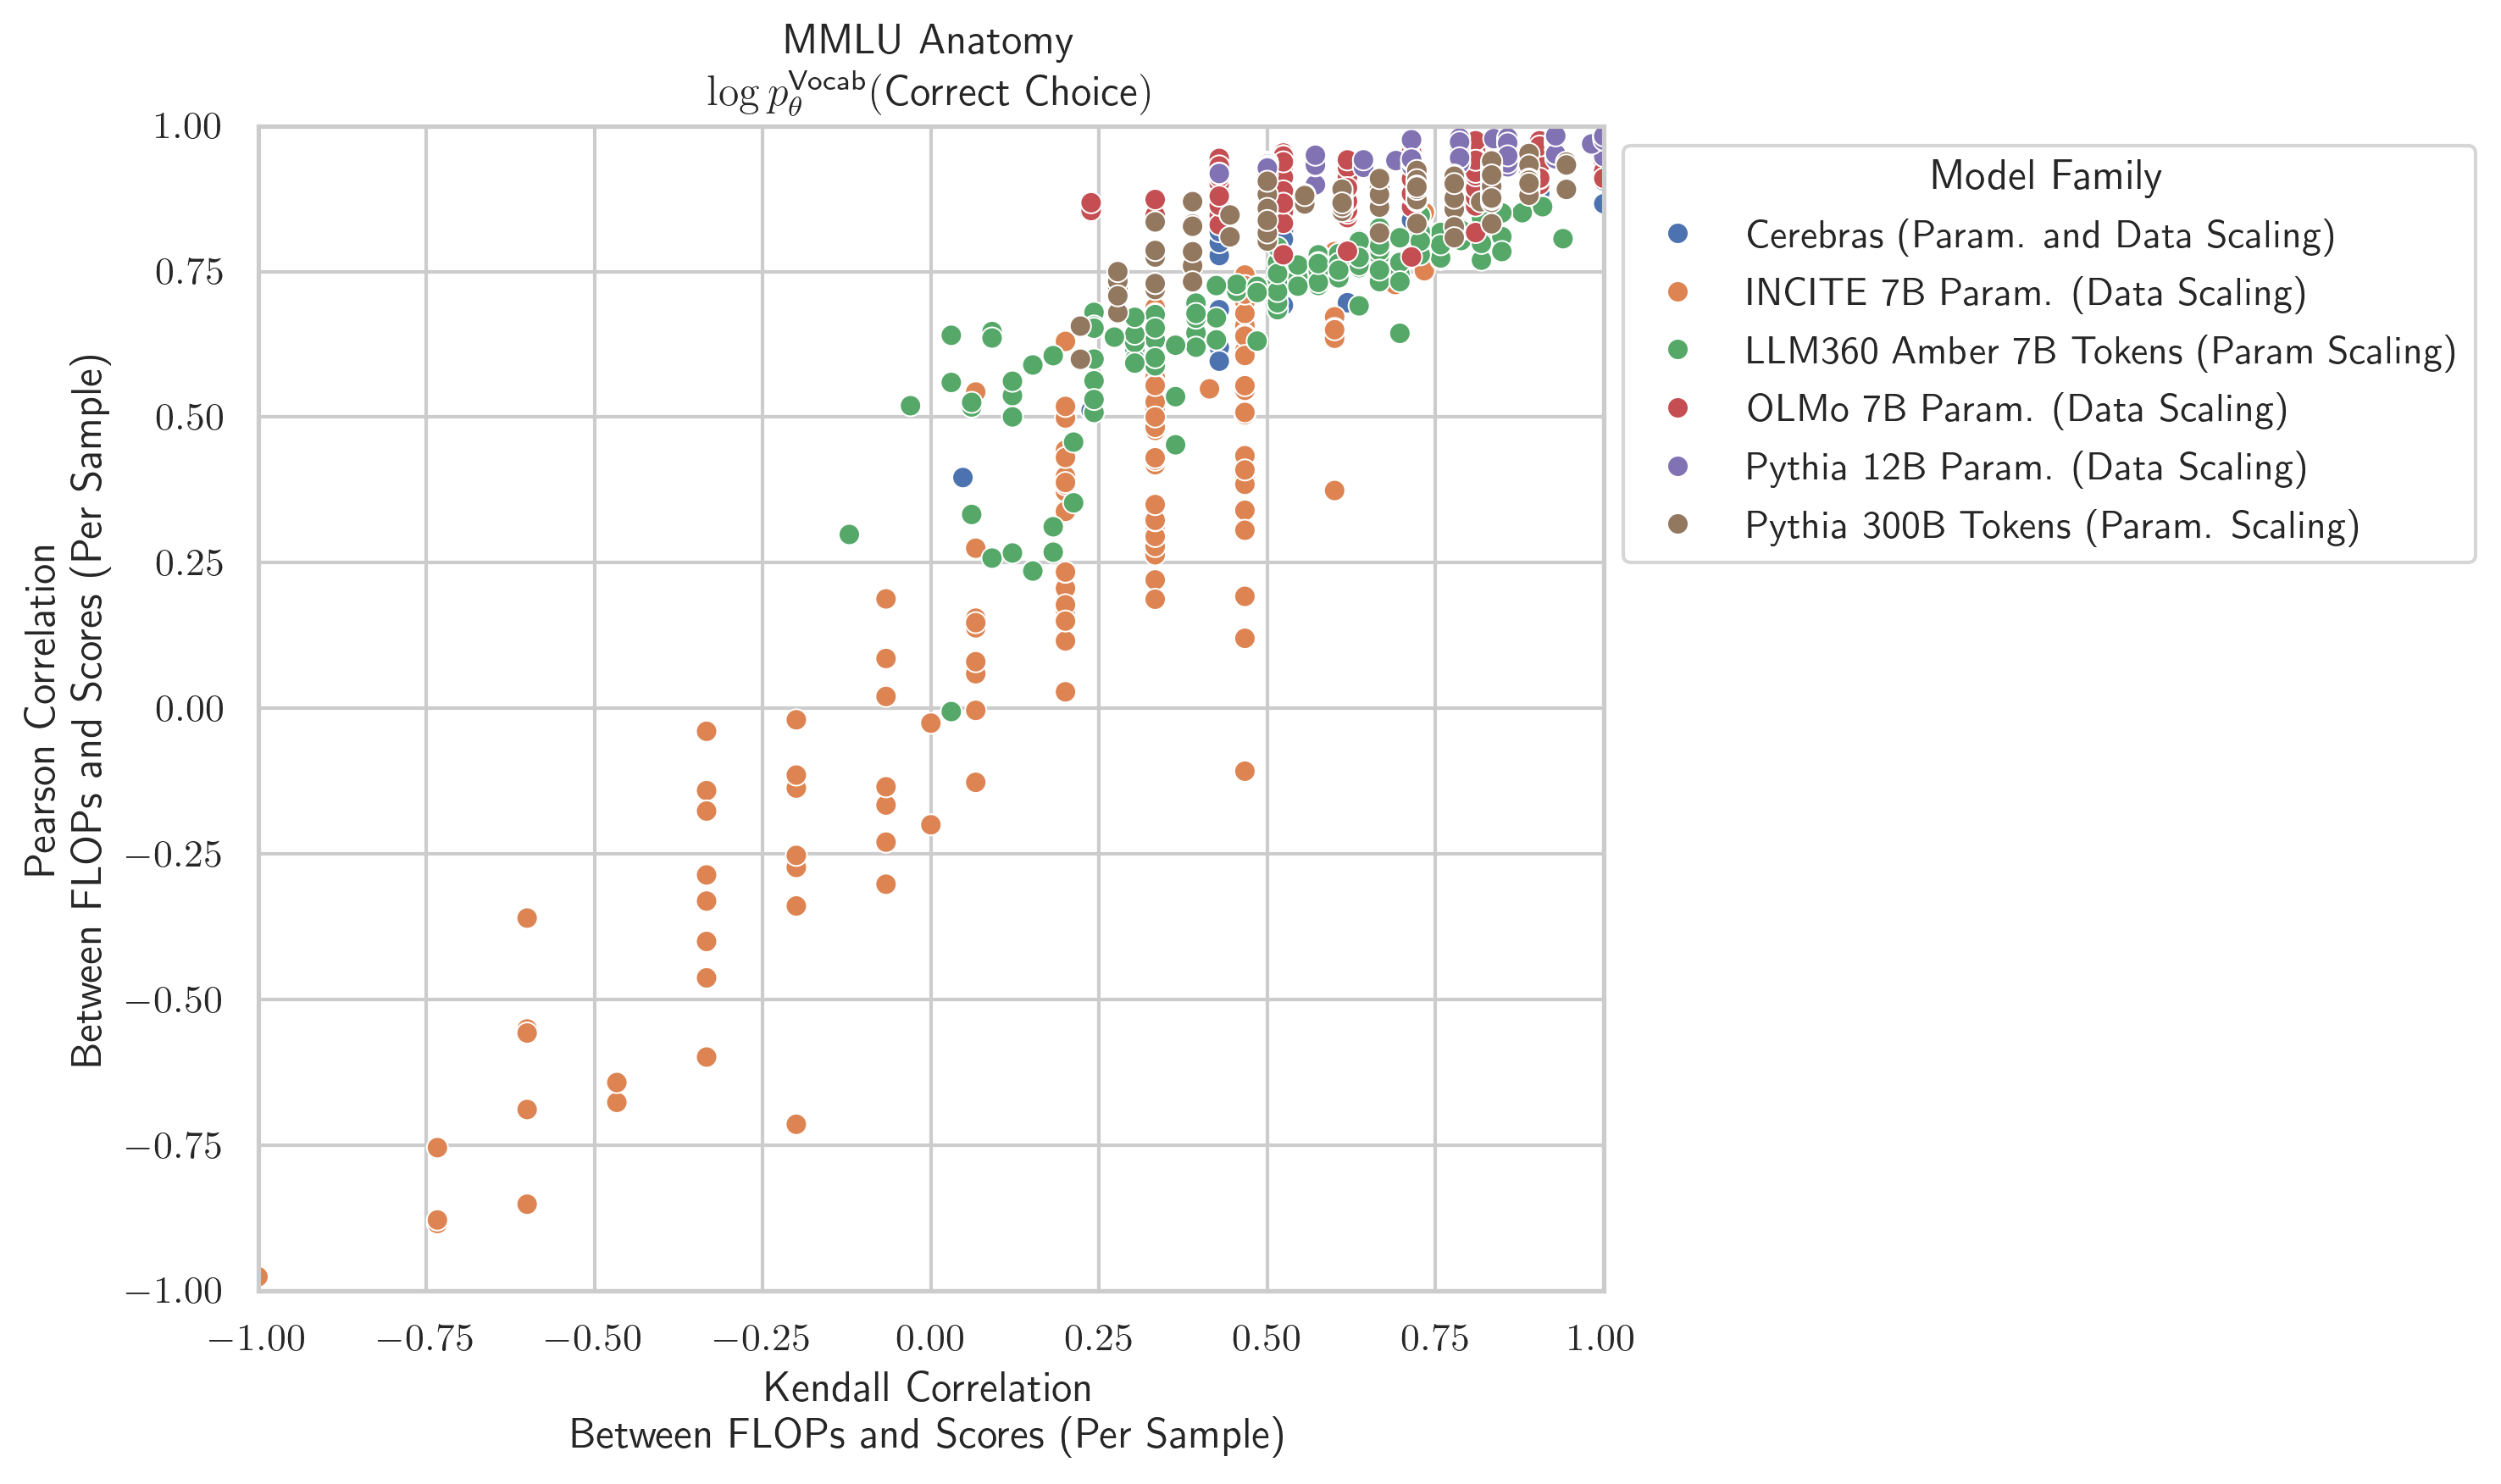 MMLU Anatomy
log p_θ^Vocab(Correct Choice)
Pearson Correlation
Between FLOPs and Scores (Per Sample)
1.00
0.75
0.50
0.25
0.00
−0.25
−0.50
−0.75
−1.00
−1.00 −0.75 −0.50 −0.25 0.00 0.25 0.50 0.75 1.00
Kendall Correlation
Between FLOPs and Scores (Per Sample)
Model Family
Cerebras (Param. and Data Scaling)
INCITE 7B Param. (Data Scaling)
LLM360 Amber 7B Tokens (Param Scaling)
OLMo 7B Param. (Data Scaling)
Pythia 12B Param. (Data Scaling)
Pythia 300B Tokens (Param. Scaling)